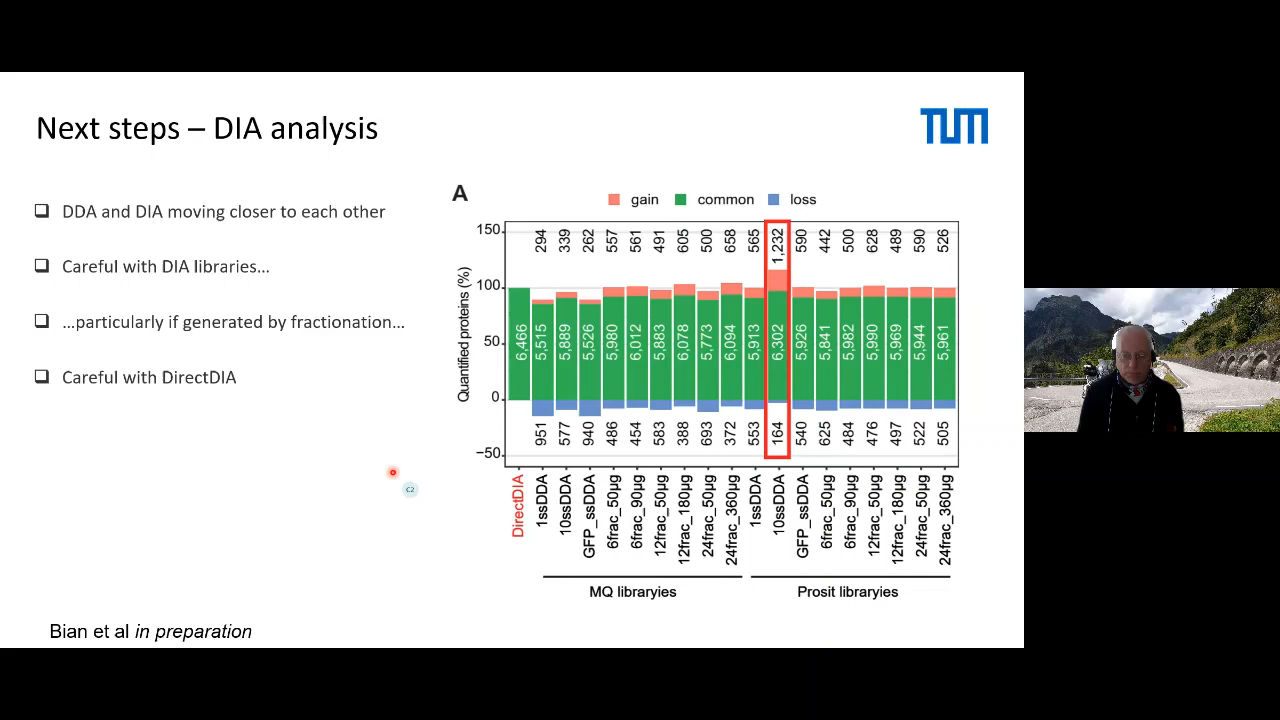 Next steps – DIA analysis
TUM
❑ DDA and DIA moving closer to each other
❑ Careful with DIA libraries...
❑ ...particularly if generated by fractionation...
❑ Careful with DirectDIA
A
gain common loss
Quantified proteins (%)
150
100
50
0
−50
294 339 262 557 561 491 605 500 658 565 1,232 590 442 500 628 489 590 526
6,466 5,515 5,889 5,526 5,980 6,012 5,883 6,078 5,773 6,094 5,913 6,302 5,926 5,841 5,982 5,990 5,969 5,944 5,961
951 577 940 486 454 583 388 693 372 553 164 540 625 484 476 497 522 505
DirectDIA 1ssDDA 10ssDDA GFP_ssDDA 6frac_50µg 6frac_90µg 12frac_50µg 12frac_180µg 24frac_50µg 24frac_360µg 1ssDDA 10ssDDA GFP_ssDDA 6frac_50µg 6frac_90µg 12frac_50µg 12frac_180µg 24frac_50µg 24frac_360µg
MQ libraryies Prosit libraryies
C2
Bian et al in preparation